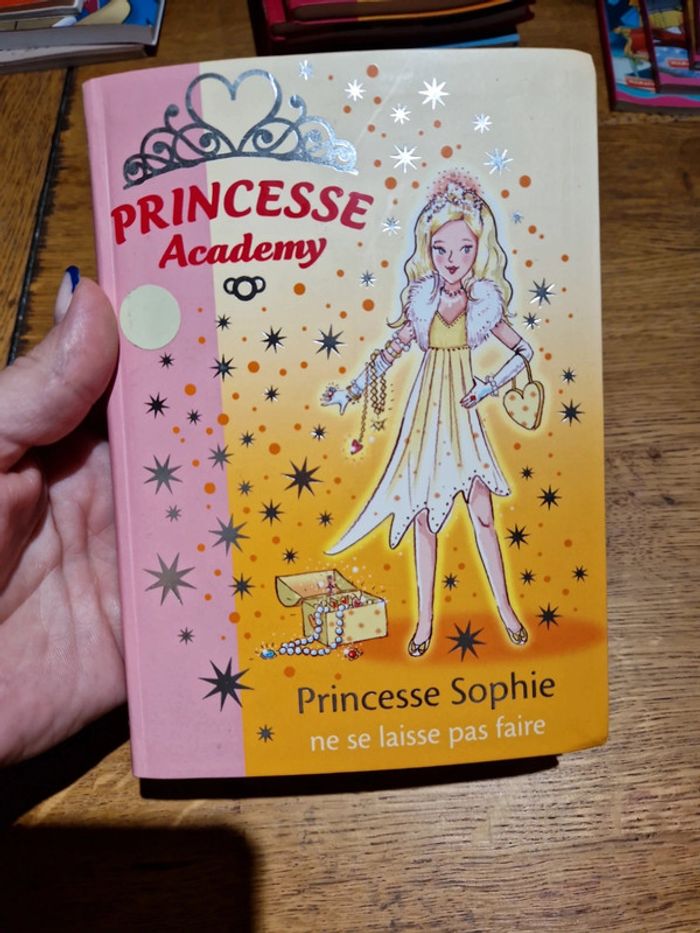 PRINCESSE
Academy
Princesse Sophie
ne se laisse pas faire